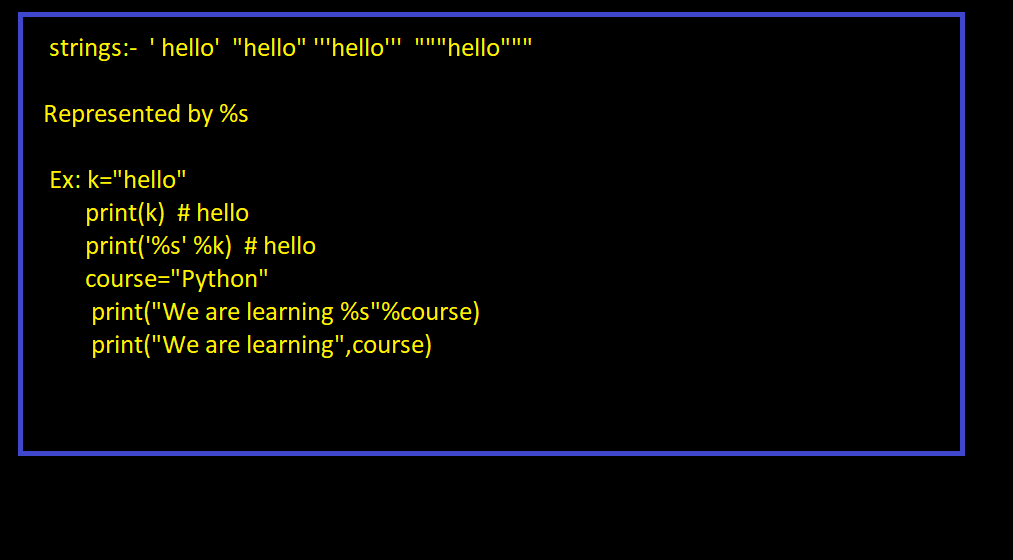 strings:- ' hello' "hello" '''hello''' """hello"""
Represented by %s
Ex: k="hello"
print(k) # hello
print('%s' %k) # hello
course="Python"
print("We are learning %s"%course)
print("We are learning",course)